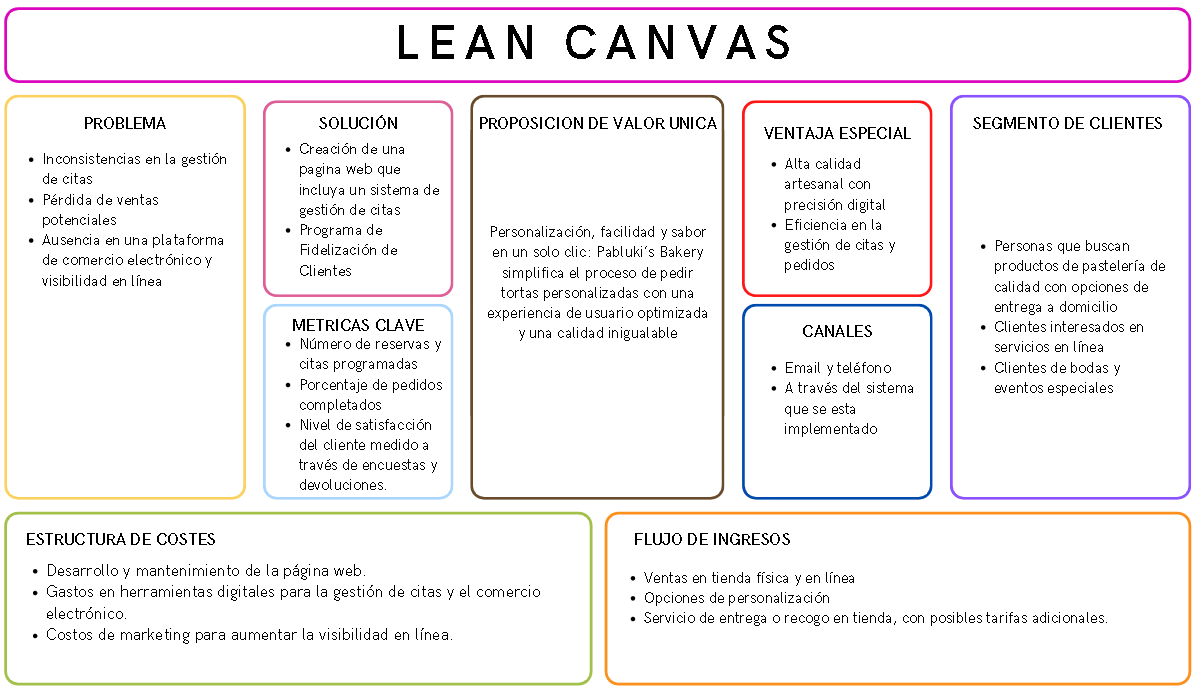 LEAN CANVAS
PROBLEMA
• Inconsistencias en la gestión
de citas
• Pérdida de ventas
potenciales
• Ausencia en una plataforma
de comercio electrónico y
visibilidad en línea
SOLUCIÓN
• Creación de una
pagina web que
incluya un sistema de
gestión de citas
• Programa de
Fidelización de
Clientes
METRICAS CLAVE
• Número de reservas y
citas programadas
• Porcentaje de pedidos
completados
• Nivel de satisfacción
del cliente medido a
través de encuestas y
devoluciones.
PROPOSICION DE VALOR UNICA
Personalización, facilidad y sabor
en un solo clic: Pabluki's Bakery
simplifica el proceso de pedir
tortas personalizadas con una
experiencia de usuario optimizada
y una calidad inigualable
VENTAJA ESPECIAL
• Alta calidad
artesanal con
precisión digital
• Eficiencia en la
gestión de citas y
pedidos
CANALES
• Email y teléfono
• A través del sistema
que se esta
implementado
SEGMENTO DE CLIENTES
• Personas que buscan
productos de pastelería de
calidad con opciones de
entrega a domicilio
• Clientes interesados en
servicios en línea
• Clientes de bodas y
eventos especiales
ESTRUCTURA DE COSTES
• Desarrollo y mantenimiento de la página web.
• Gastos en herramientas digitales para la gestión de citas y el comercio
electrónico.
• Costos de marketing para aumentar la visibilidad en línea.
FLUJO DE INGRESOS
• Ventas en tienda física y en línea
• Opciones de personalización
• Servicio de entrega o recogo en tienda, con posibles tarifas adicionales.